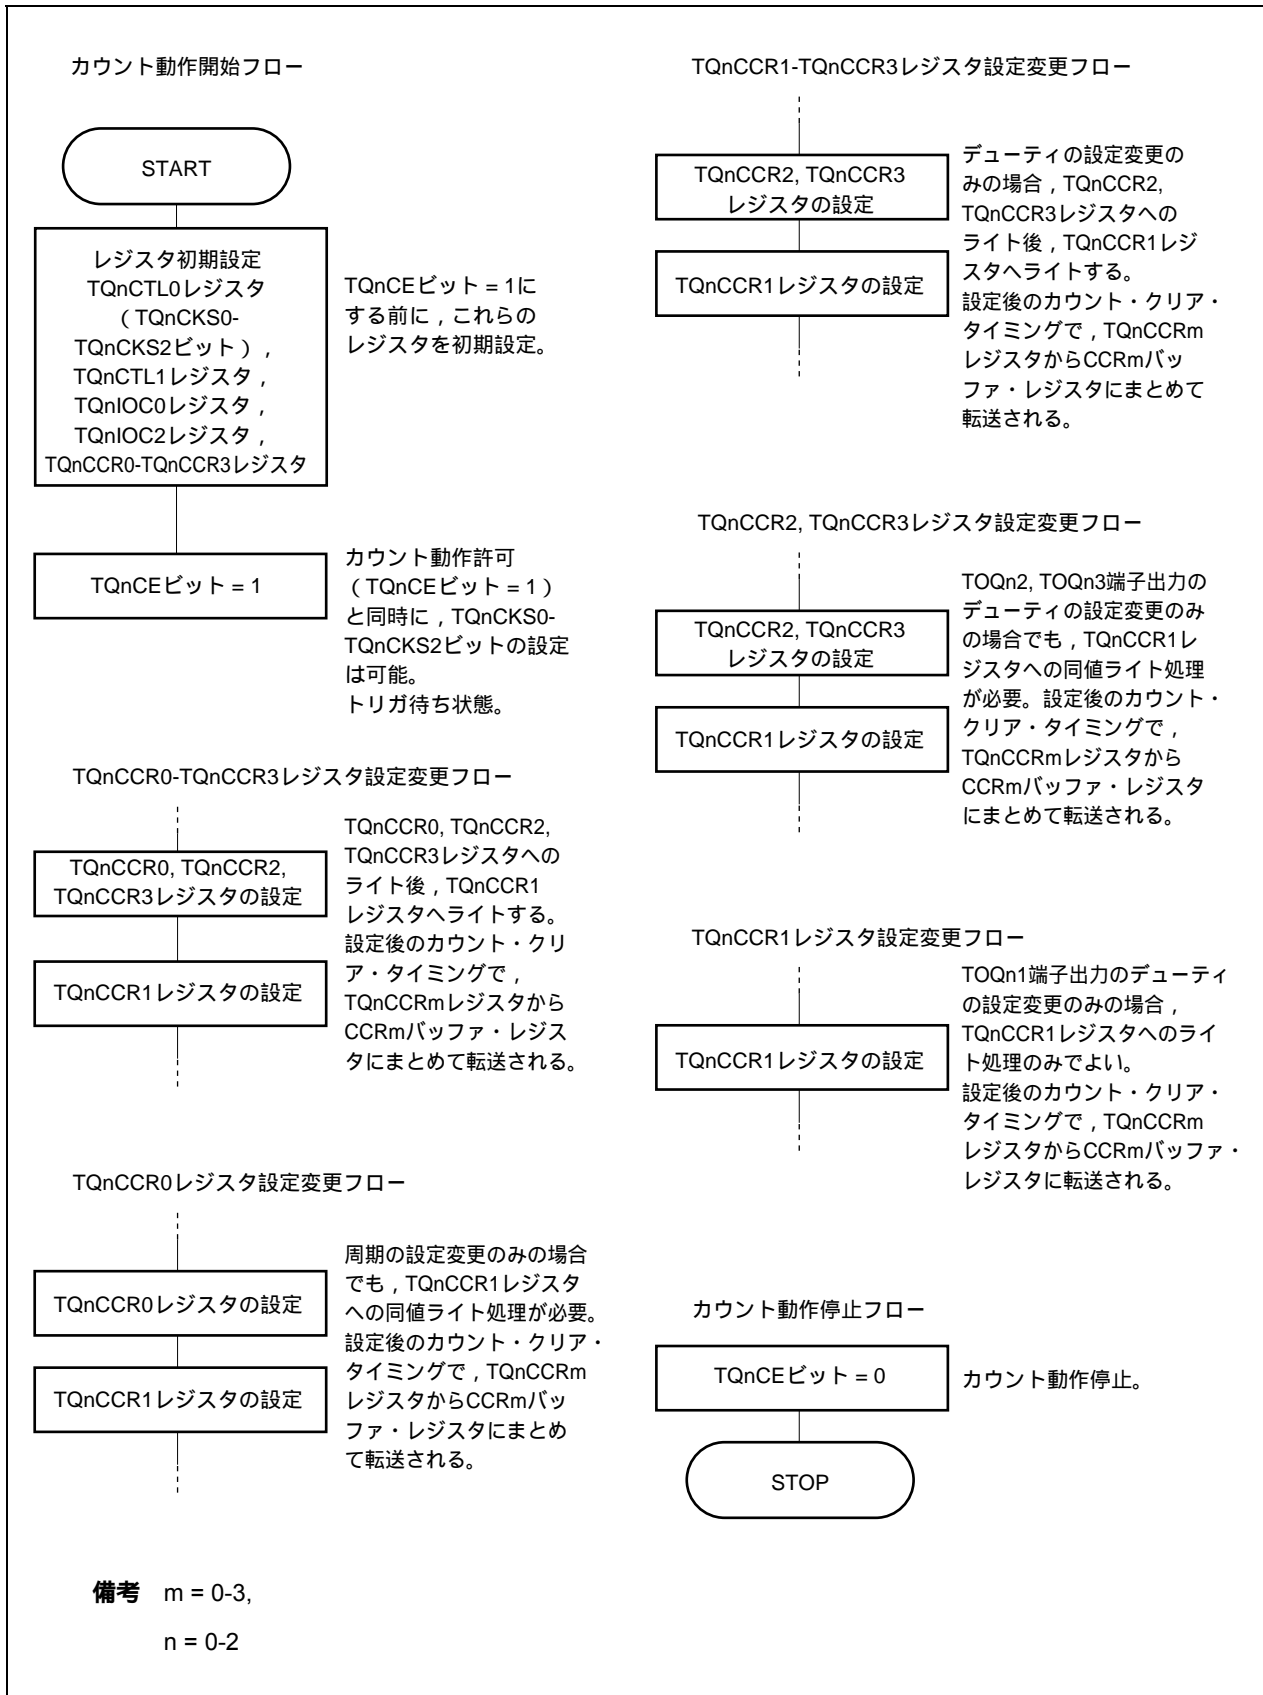 カウント動作開始フロー
START
レジスタ初期設定
TQnCTL0レジスタ
（TQnCKS0-
TQnCKS2ビット），
TQnCTL1レジスタ，
TQnIOC0レジスタ，
TQnIOC2レジスタ，
TQnCCR0-TQnCCR3レジスタ
TQnCEビット = 1に
する前に，これらの
レジスタを初期設定。
TQnCEビット = 1
カウント動作許可
（TQnCEビット = 1）
と同時に，TQnCKS0-
TQnCKS2ビットの設定
は可能。
トリガ待ち状態。
TQnCCR0-TQnCCR3レジスタ設定変更フロー
TQnCCR0, TQnCCR2,
TQnCCR3レジスタの設定
TQnCCR1レジスタの設定
TQnCCR0, TQnCCR2,
TQnCCR3レジスタへの
ライト後，TQnCCR1
レジスタへライトする。
設定後のカウント・クリ
ア・タイミングで，
TQnCCRmレジスタから
CCRmバッファ・レジス
タにまとめて転送される。
TQnCCR0レジスタ設定変更フロー
TQnCCR0レジスタの設定
TQnCCR1レジスタの設定
周期の設定変更のみの場合
でも，TQnCCR1レジスタ
への同値ライト処理が必要。
設定後のカウント・クリア・
タイミングで，TQnCCRm
レジスタからCCRmバッ
ファ・レジスタにまとめ
て転送される。
TQnCCR1-TQnCCR3レジスタ設定変更フロー
TQnCCR2, TQnCCR3
レジスタの設定
TQnCCR1レジスタの設定
デューティの設定変更の
みの場合，TQnCCR2,
TQnCCR3レジスタへの
ライト後，TQnCCR1レジ
スタへライトする。
設定後のカウント・クリア・
タイミングで，TQnCCRm
レジスタからCCRmバッ
ファ・レジスタにまとめて
転送される。
TQnCCR2, TQnCCR3レジスタ設定変更フロー
TQnCCR2, TQnCCR3
レジスタの設定
TQnCCR1レジスタの設定
TOQn2, TOQn3端子出力の
デューティの設定変更のみ
の場合でも，TQnCCR1レ
ジスタへの同値ライト処理
が必要。設定後のカウント・
クリア・タイミングで，
TQnCCRmレジスタから
CCRmバッファ・レジスタ
にまとめて転送される。
TQnCCR1レジスタ設定変更フロー
TQnCCR1レジスタの設定
TOQn1端子出力のデューティ
の設定変更のみの場合，
TQnCCR1レジスタへのライ
ト処理のみでよい。
設定後のカウント・クリア・
タイミングで，TQnCCRm
レジスタからCCRmバッファ・
レジスタに転送される。
カウント動作停止フロー
TQnCEビット = 0
カウント動作停止。
STOP
備考 m = 0-3,
n = 0-2